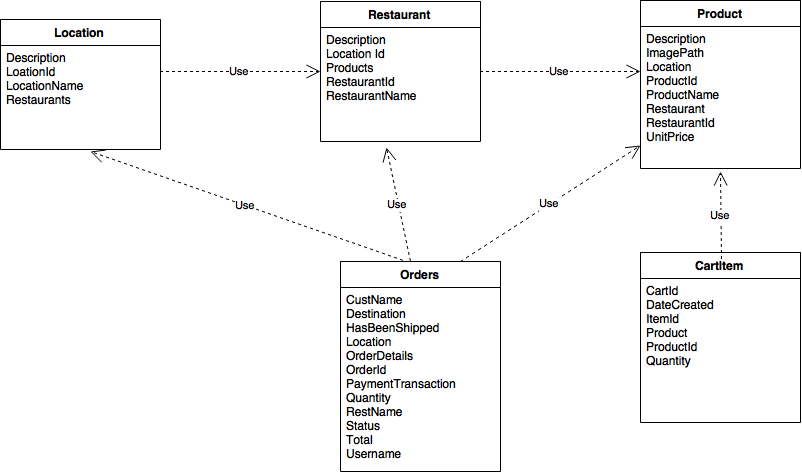 Location
Description
LoationId
LocationName
Restaurants
Use
Restaurant
Description
Location Id
Products
RestaurantId
RestaurantName
Use
Product
Description
ImagePath
Location
ProductId
ProductName
Restaurant
RestaurantId
UnitPrice
Use
Use
Use
Use
Orders
CustName
Destination
HasBeenShipped
Location
OrderDetails
OrderId
PaymentTransaction
Quantity
RestName
Status
Total
Username
CartItem
CartId
DateCreated
ItemId
Product
ProductId
Quantity